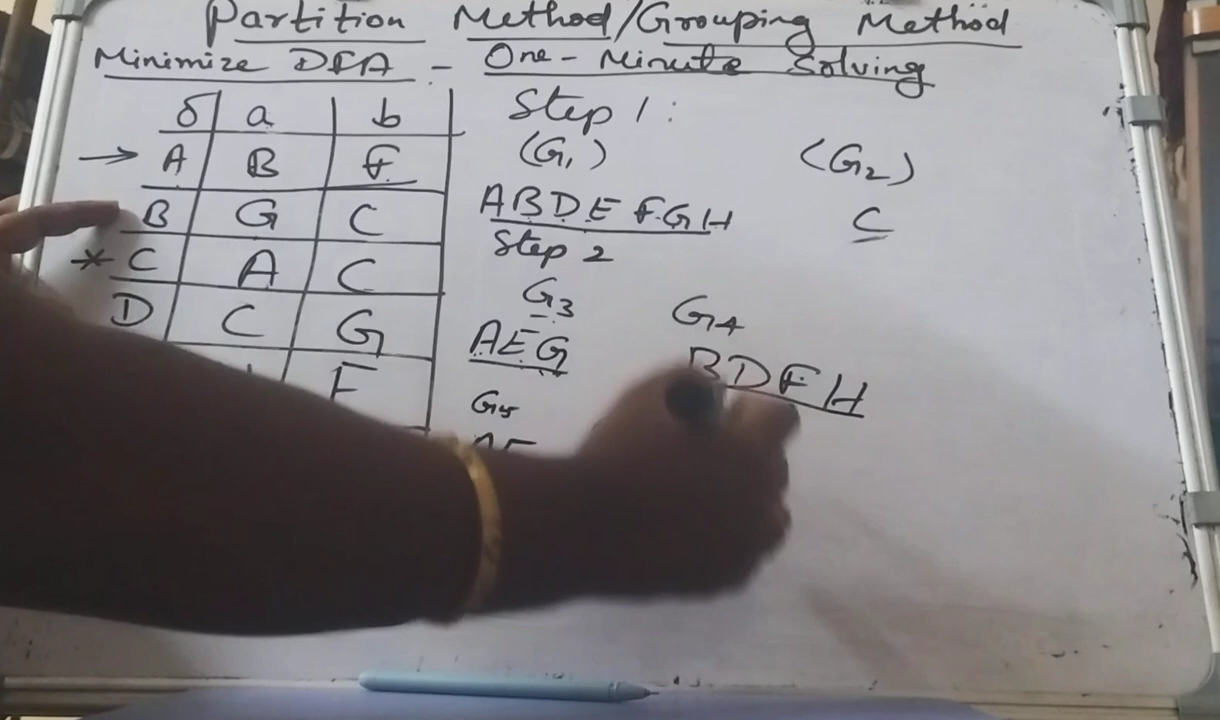 Partition Method/Grouping Method
Minimize DFA - One-Minute Solving
δ a b
→ A B F
B G C
* C A C
D C G
F
Step 1:
(G1) (G2)
ABDEFGH C
Step 2
G3 G4
AEG BDFH
G5
AE